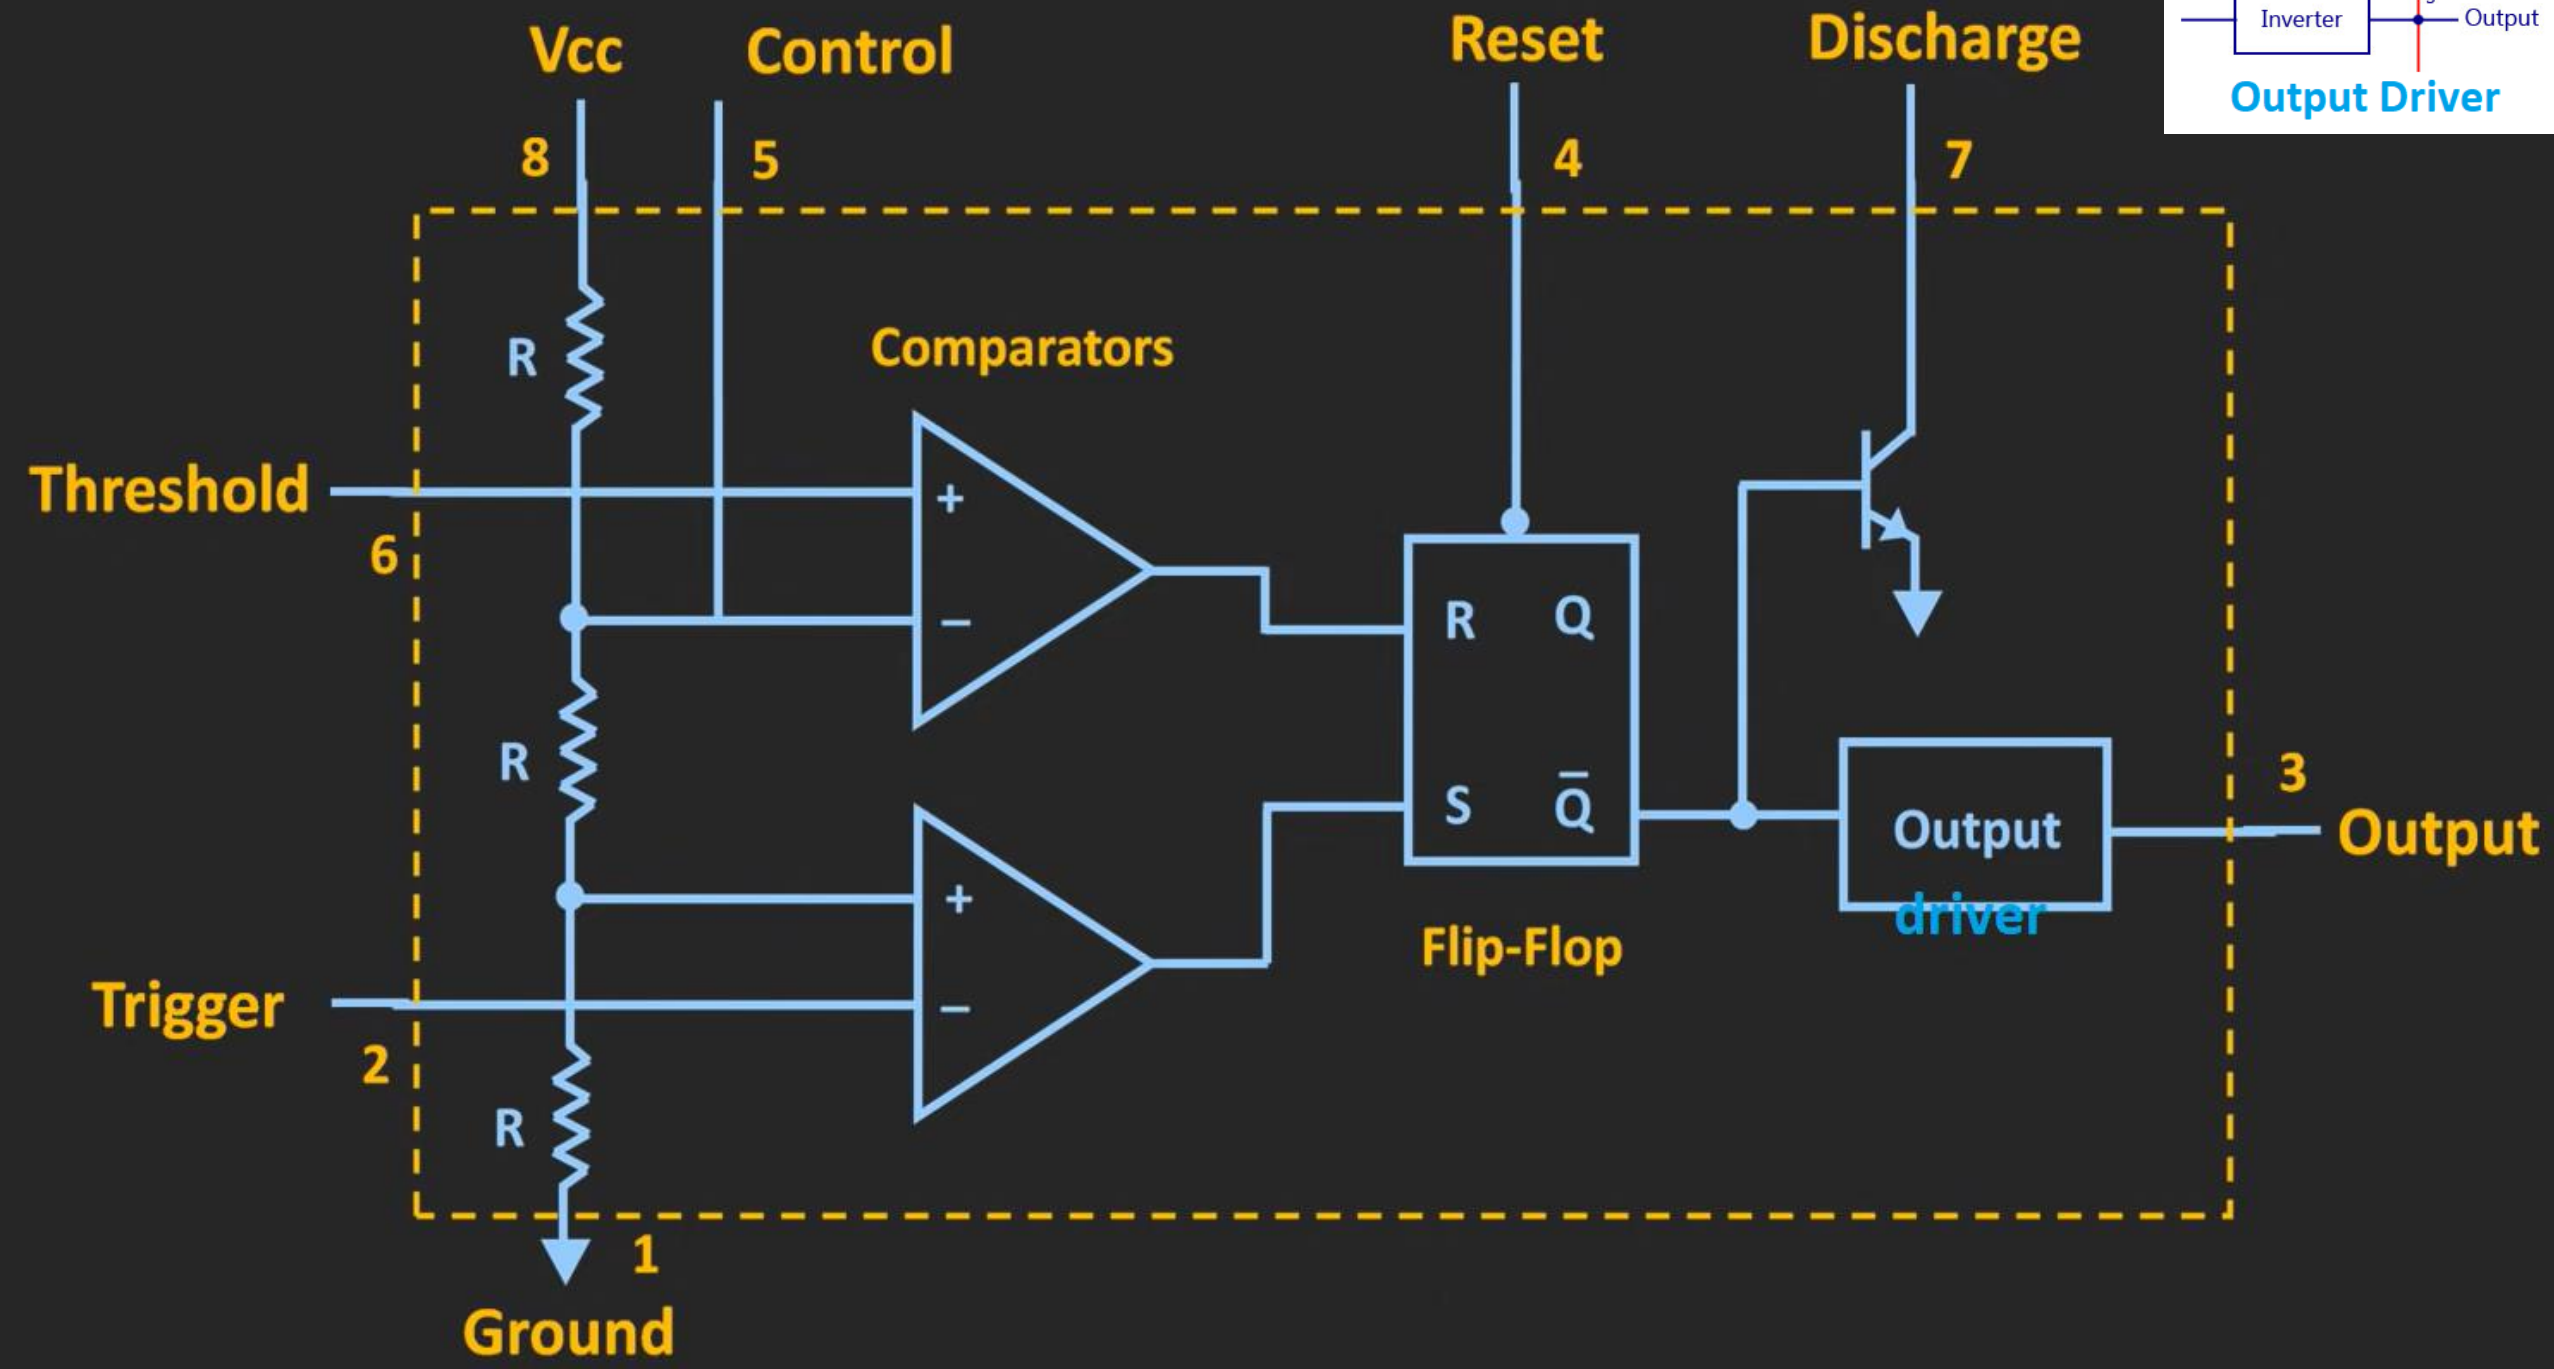 Vcc
Control
Reset
Discharge
Inverter
Output
Output Driver
8
5
4
7
R
Comparators
Threshold
+
6
−
R
Q
R
S
Q̅
3
Output
driver
Output
+
Flip-Flop
Trigger
−
2
R
1
Ground